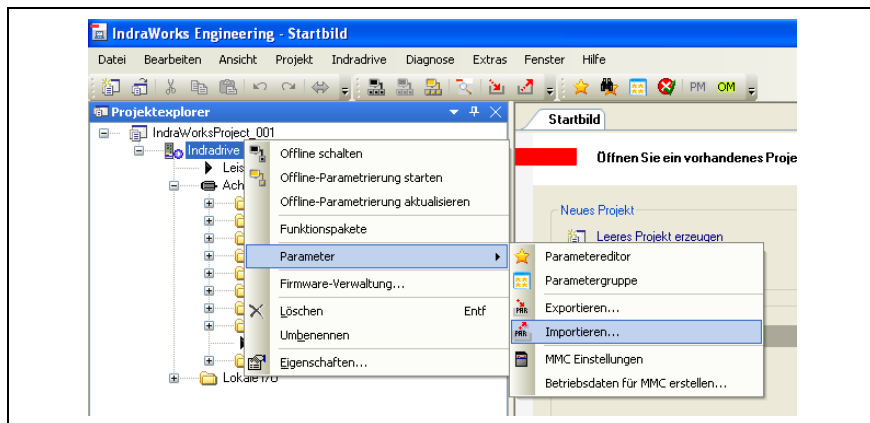 IndraWorks Engineering - Startbild
Datei Bearbeiten Ansicht Projekt Indradrive Diagnose Extras Fenster Hilfe
PM OM
Projektexplorer
Startbild
IndraWorksProject_001
Indradrive
Öffnen Sie ein vorhandenes Proje
Leis
Ach
Lokale I/O
Offline schalten
Offline-Parametrierung starten
Offline-Parametrierung aktualisieren
Funktionspakete
Parameter
Firmware-Verwaltung...
Löschen Entf
Umbenennen
Eigenschaften...
Neues Projekt
Leeres Projekt erzeugen
Parametereditor
Parametergruppe
PAR Exportieren...
PAR Importieren...
MMC Einstellungen
Betriebsdaten für MMC erstellen...